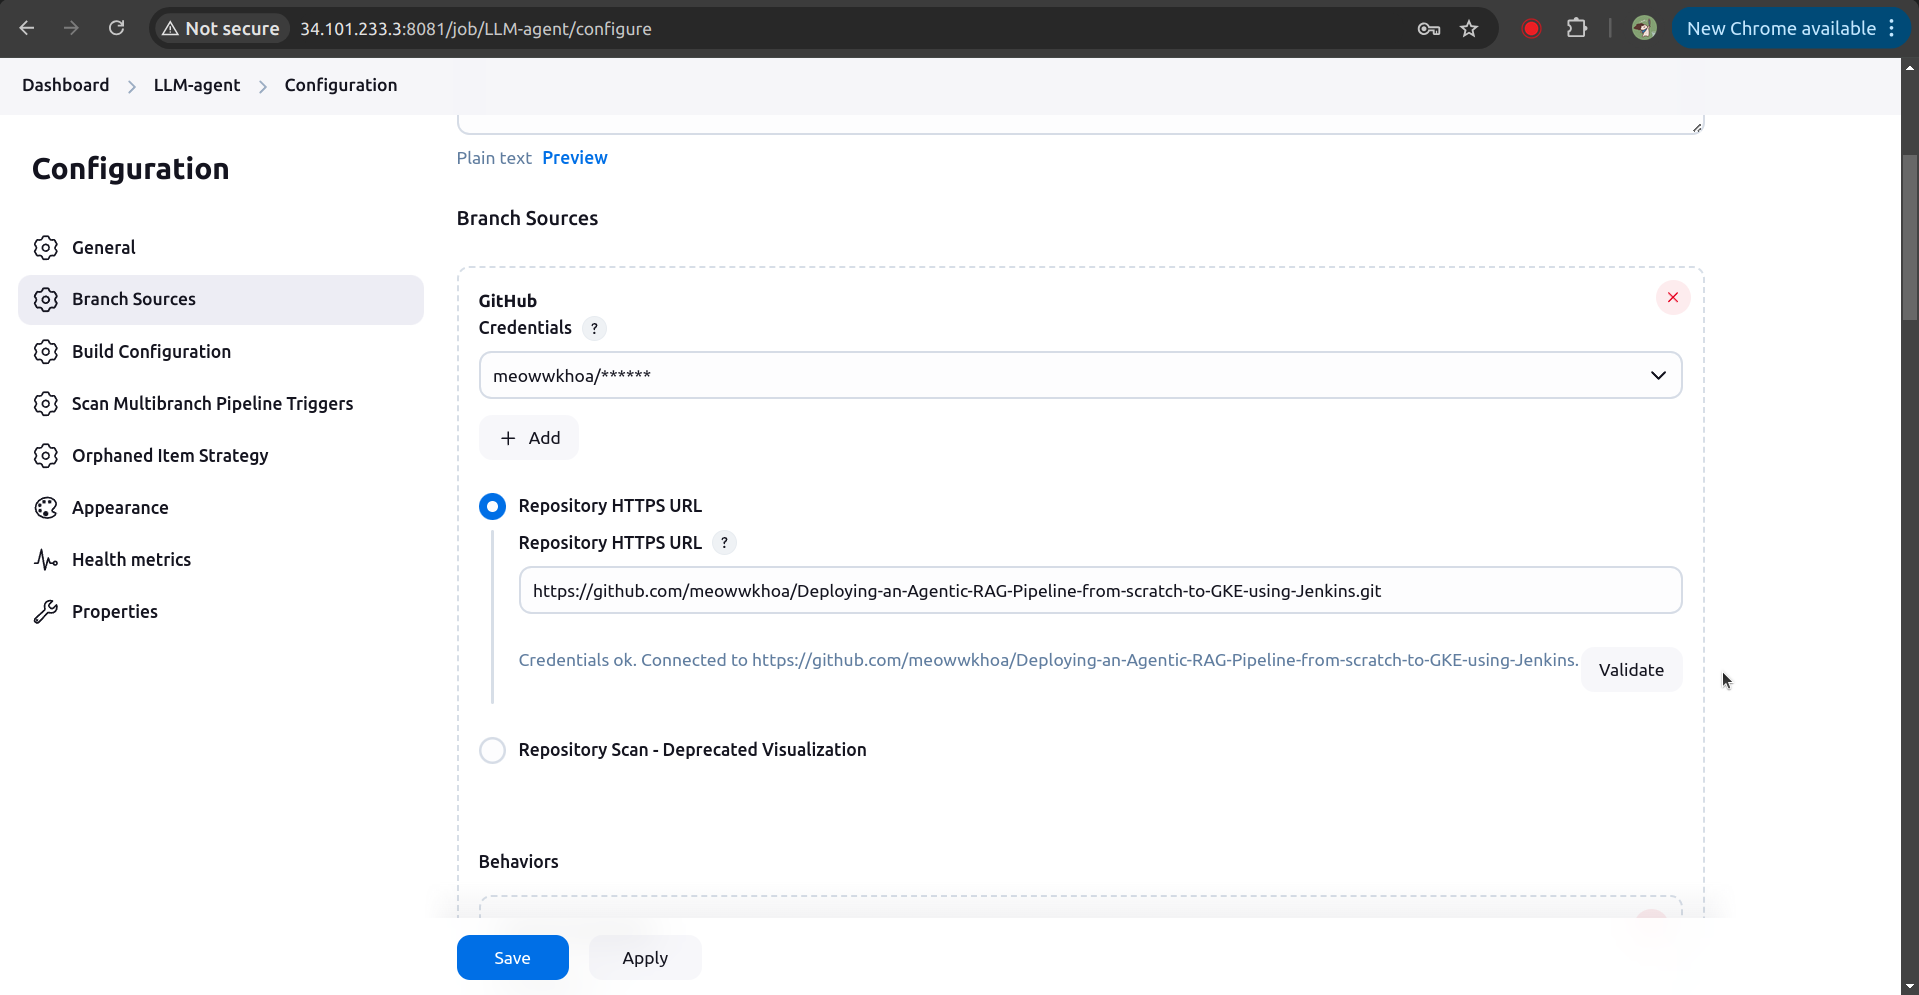 Not secure 34.101.233.3:8081/job/LLM-agent/configure New Chrome available
Dashboard LLM-agent Configuration
Configuration
General
Branch Sources
Build Configuration
Scan Multibranch Pipeline Triggers
Orphaned Item Strategy
Appearance
Health metrics
Properties
Plain text Preview
Branch Sources
GitHub
Credentials ?
meowwkhoa/******
+ Add
Repository HTTPS URL
Repository HTTPS URL ?
https://github.com/meowwkhoa/Deploying-an-Agentic-RAG-Pipeline-from-scratch-to-GKE-using-Jenkins.git
Credentials ok. Connected to https://github.com/meowwkhoa/Deploying-an-Agentic-RAG-Pipeline-from-scratch-to-GKE-using-Jenkins.
Validate
Repository Scan - Deprecated Visualization
Behaviors
Save Apply